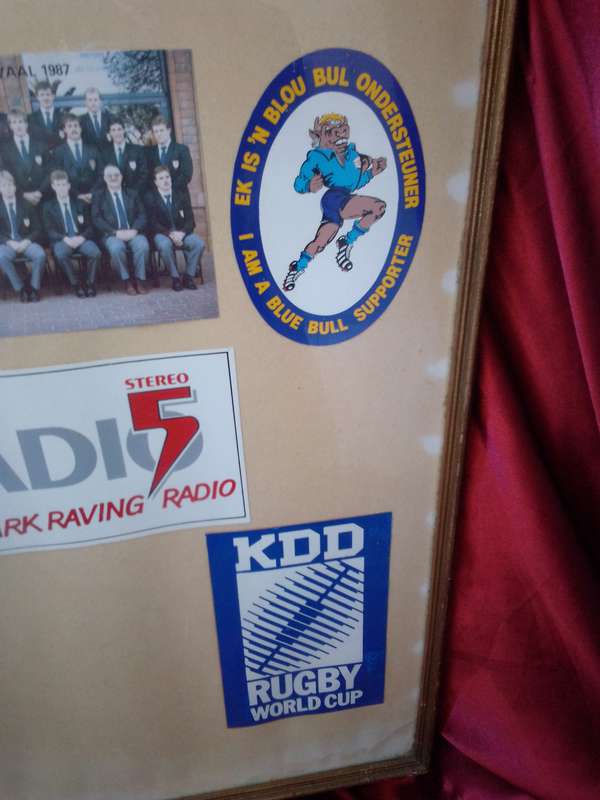 VAAL 1987
EK IS 'N BLOU BUL ONDERSTEUNER
I AM A BLUE BULL SUPPORTER
STEREO
ADIO 5
ARK RAVING RADIO
KDD
RUGBY
WORLD CUP